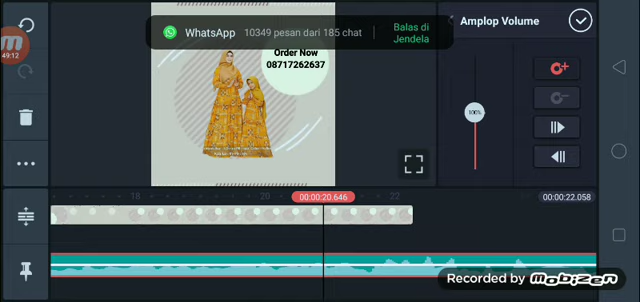 WhatsApp 10349 pesan dari 185 chat
Balas di
Jendela
Amplop Volume
49:12
Order Now
08717262637
100%
18
20
00:00:20.646
22
00:00:22.058
Recorded by mobizen